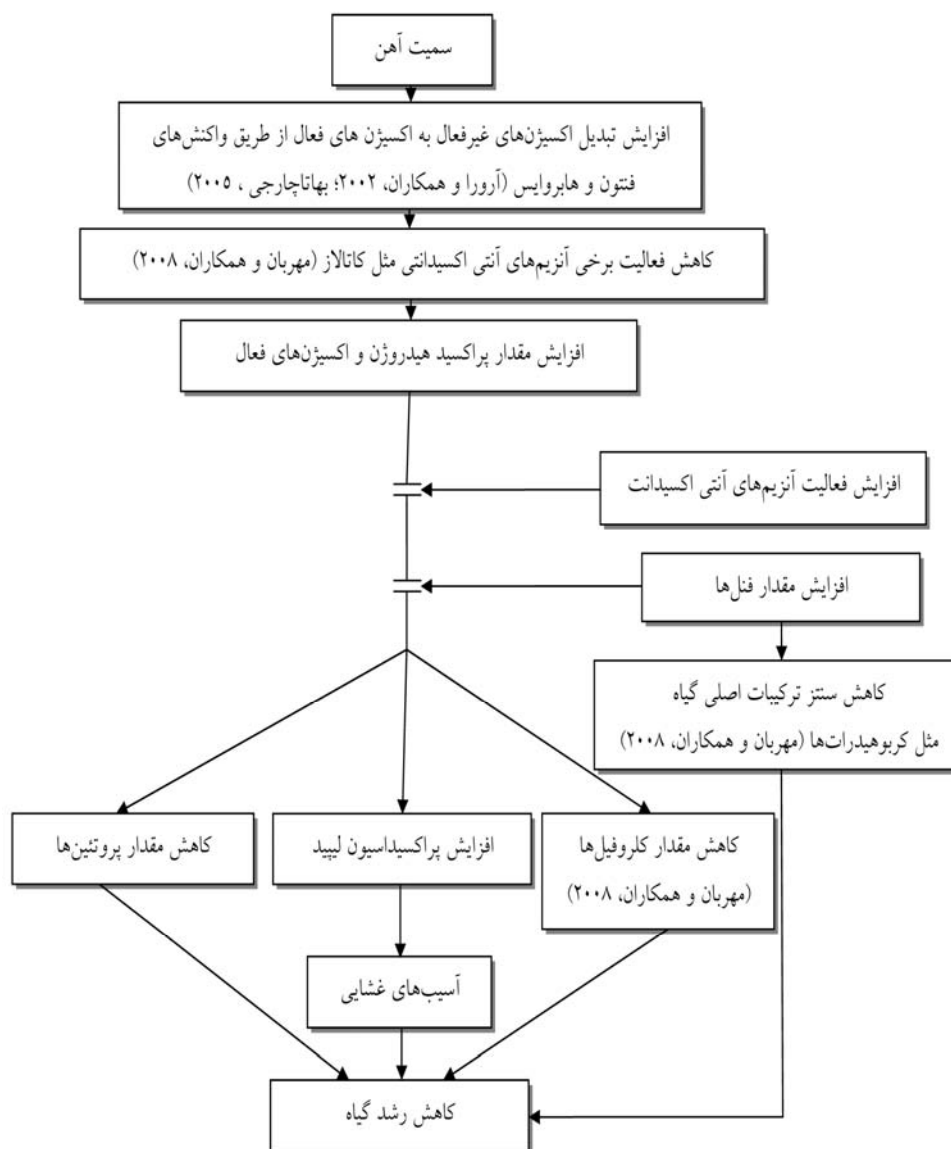 سمیت آهن
افزایش تبدیل اکسیژن‌های غیرفعال به اکسیژن های فعال از طریق واکنش‌های
فنتون و هابروایس (آرورا و همکاران، ۲۰۰۲؛ بهاتاچارجی ، ۲۰۰۵)
کاهش فعالیت برخی آنزیم‌های آنتی اکسیدانتی مثل کاتالاز (مهربان و همکاران، ۲۰۰۸)
افزایش مقدار پراکسید هیدروژن و اکسیژن‌های فعال
افزایش فعالیت آنزیم‌های آنتی اکسیدانت
افزایش مقدار فنل‌ها
کاهش سنتز ترکیبات اصلی گیاه
مثل کربوهیدرات‌ها (مهربان و همکاران، ۲۰۰۸)
کاهش مقدار کلروفیل‌ها
(مهربان و همکاران، ۲۰۰۸)
افزایش پراکسیداسیون لیپید
کاهش مقدار پروتئین‌ها
آسیب‌های غشایی
کاهش رشد گیاه